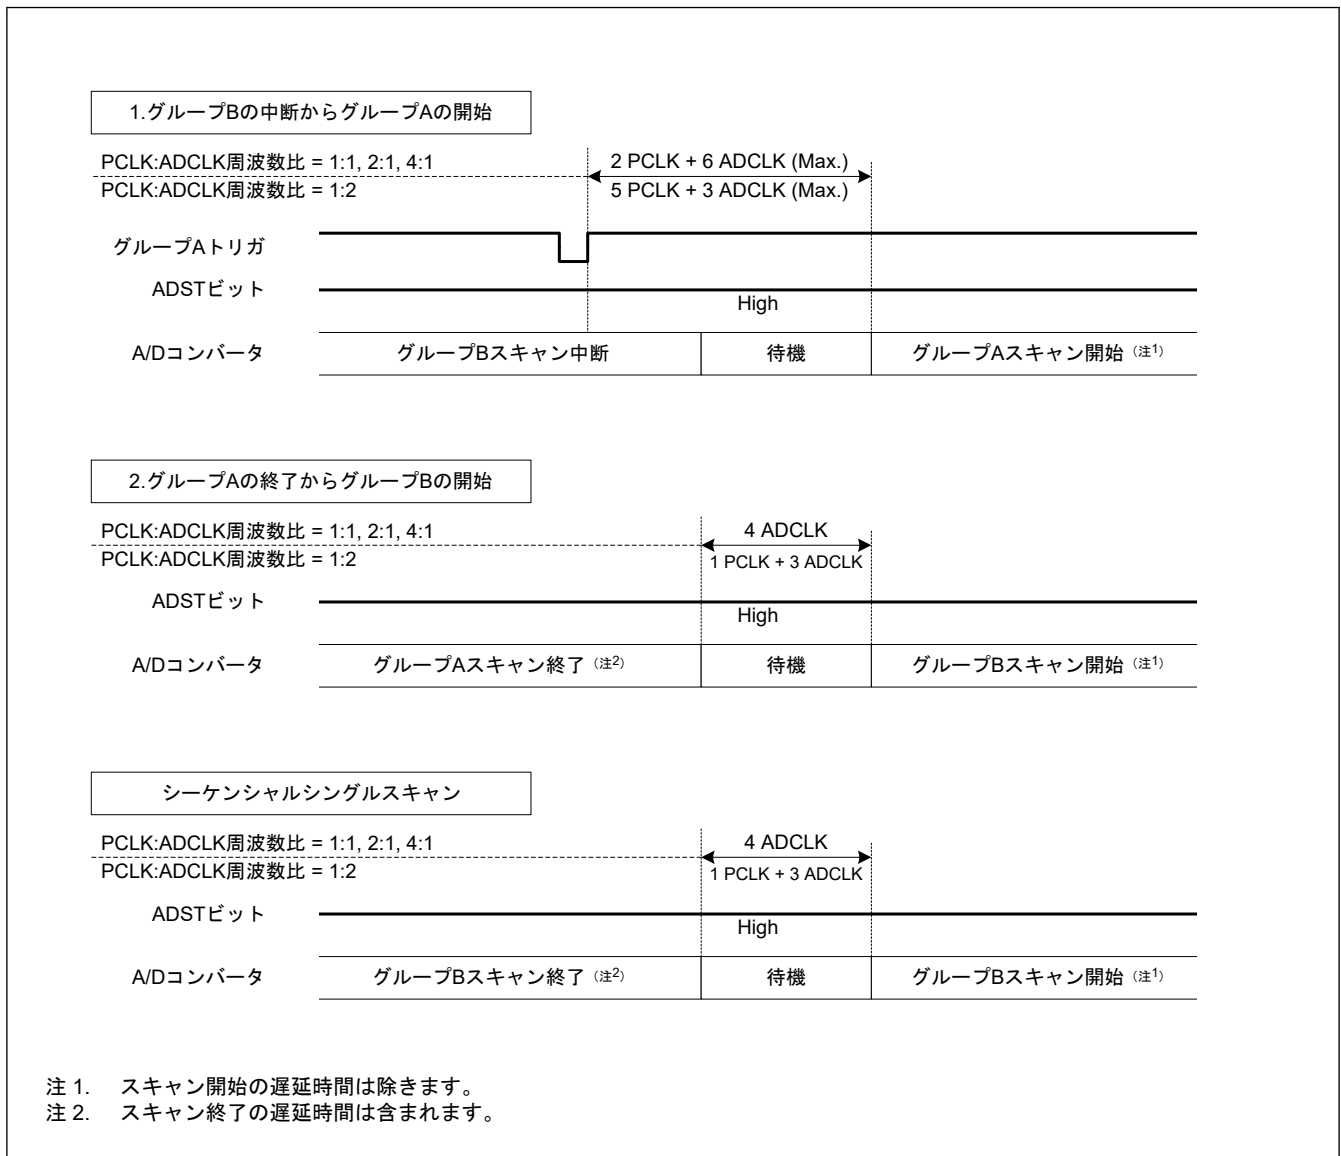 1.グループBの中断からグループAの開始
PCLK:ADCLK周波数比 = 1:1, 2:1, 4:1
2 PCLK + 6 ADCLK (Max.)
PCLK:ADCLK周波数比 = 1:2
5 PCLK + 3 ADCLK (Max.)
グループAトリガ
ADSTビット
High
A/Dコンバータ
グループBスキャン中断
待機
グループAスキャン開始（注1）
2.グループAの終了からグループBの開始
PCLK:ADCLK周波数比 = 1:1, 2:1, 4:1
4 ADCLK
PCLK:ADCLK周波数比 = 1:2
1 PCLK + 3 ADCLK
ADSTビット
High
A/Dコンバータ
グループAスキャン終了（注2）
待機
グループBスキャン開始（注1）
シーケンシャルシングルスキャン
PCLK:ADCLK周波数比 = 1:1, 2:1, 4:1
4 ADCLK
PCLK:ADCLK周波数比 = 1:2
1 PCLK + 3 ADCLK
ADSTビット
High
A/Dコンバータ
グループBスキャン終了（注2）
待機
グループBスキャン開始（注1）
注 1. スキャン開始の遅延時間は除きます。
注 2. スキャン終了の遅延時間は含まれます。